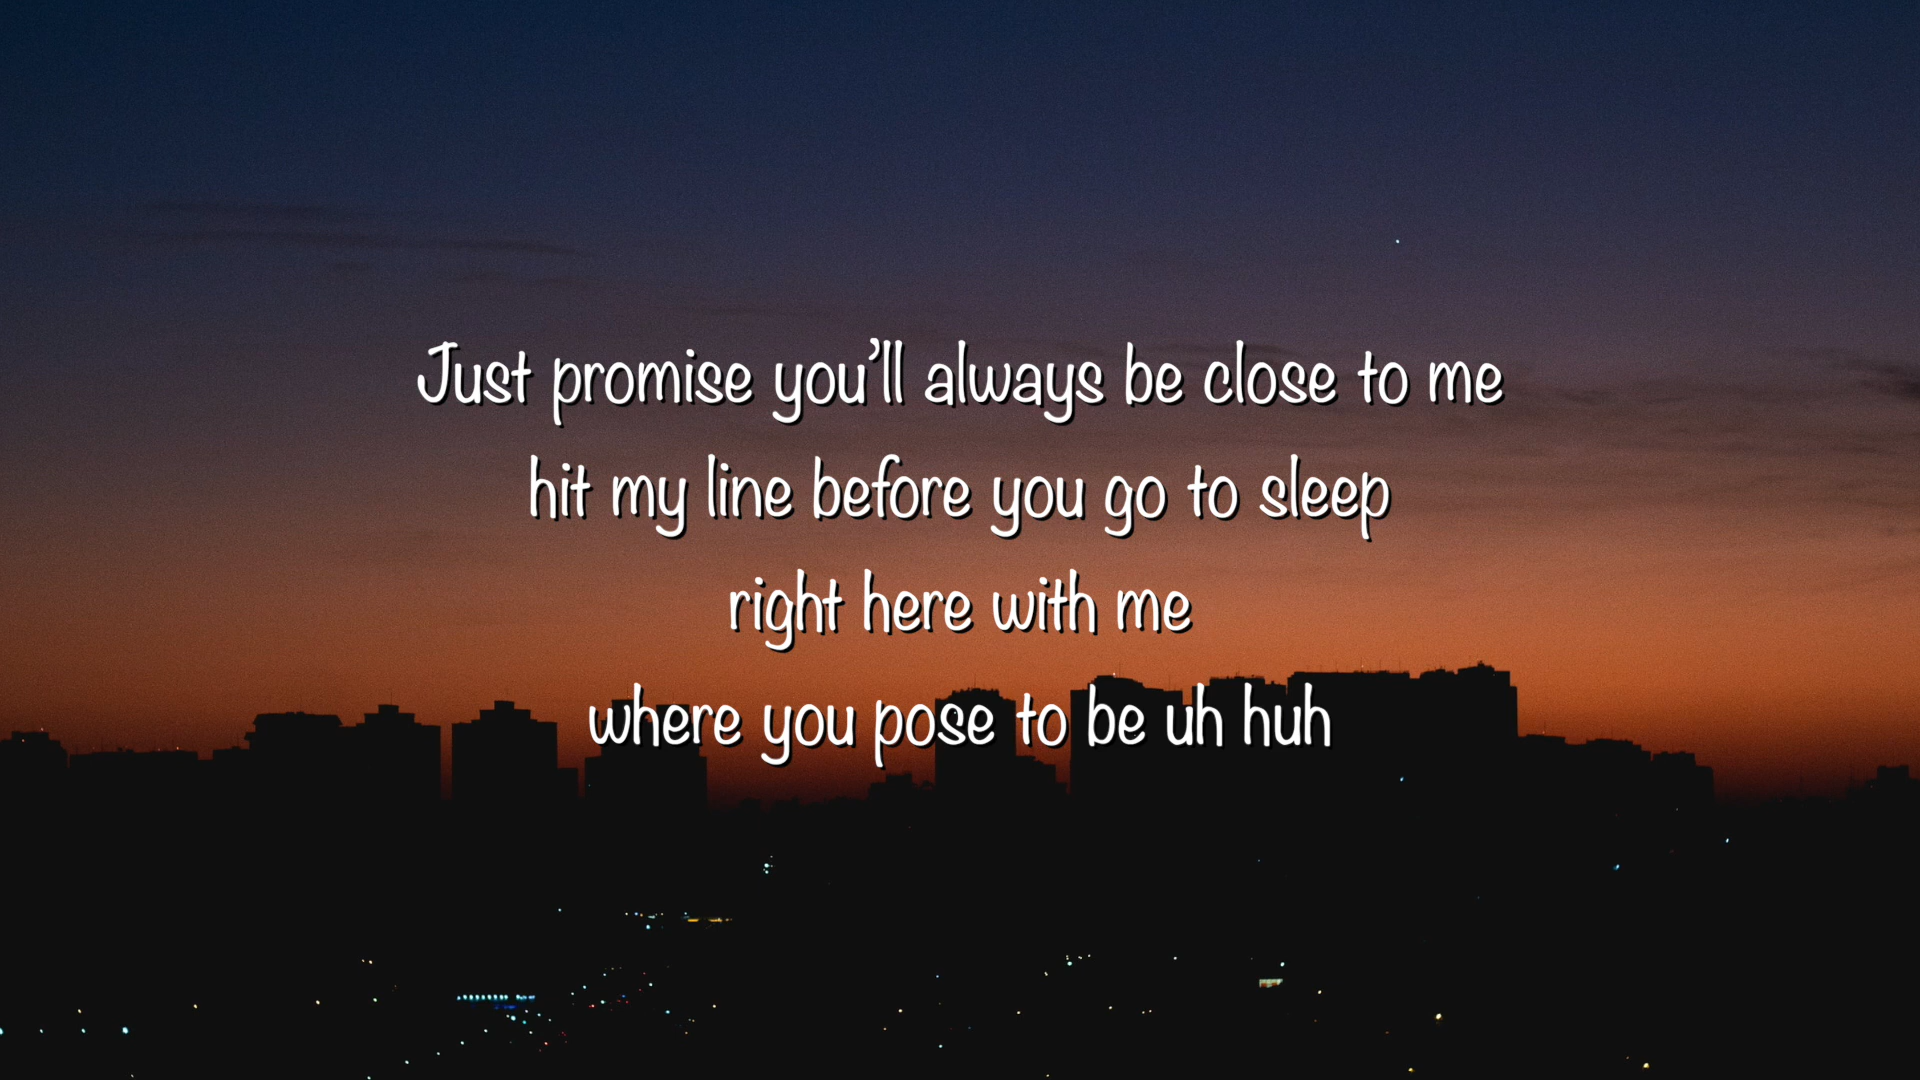 Just promise you'll always be close to me
hit my line before you go to sleep
right here with me
where you pose to be uh huh